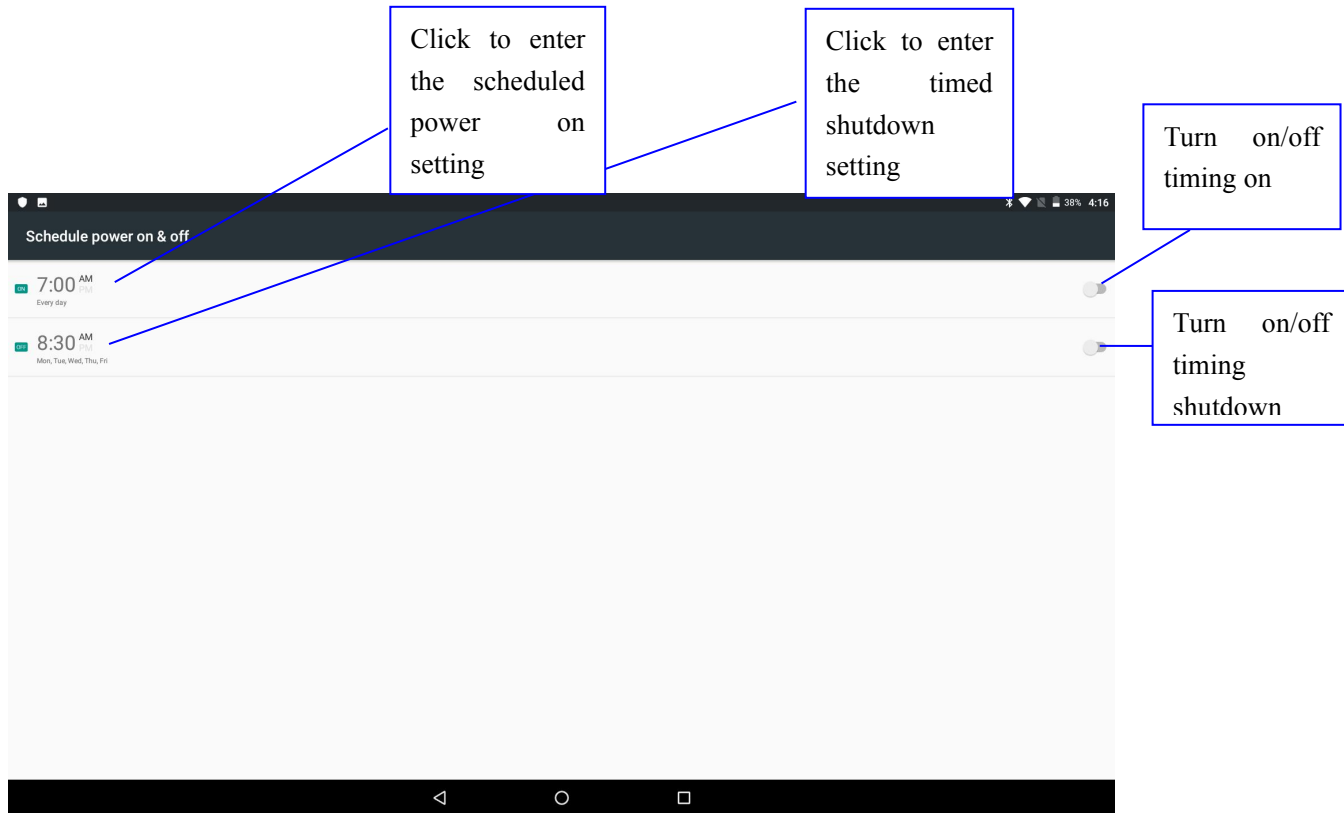 Click to enter
the scheduled
power on
setting
Click to enter
the timed
shutdown
setting
Turn on/off
timing on
38% 4:16
Schedule power on & off
ON 7:00 AM
PM
Every day
OFF 8:30 AM
PM
Mon, Tue, Wed, Thu, Fri
Turn on/off
timing
shutdown